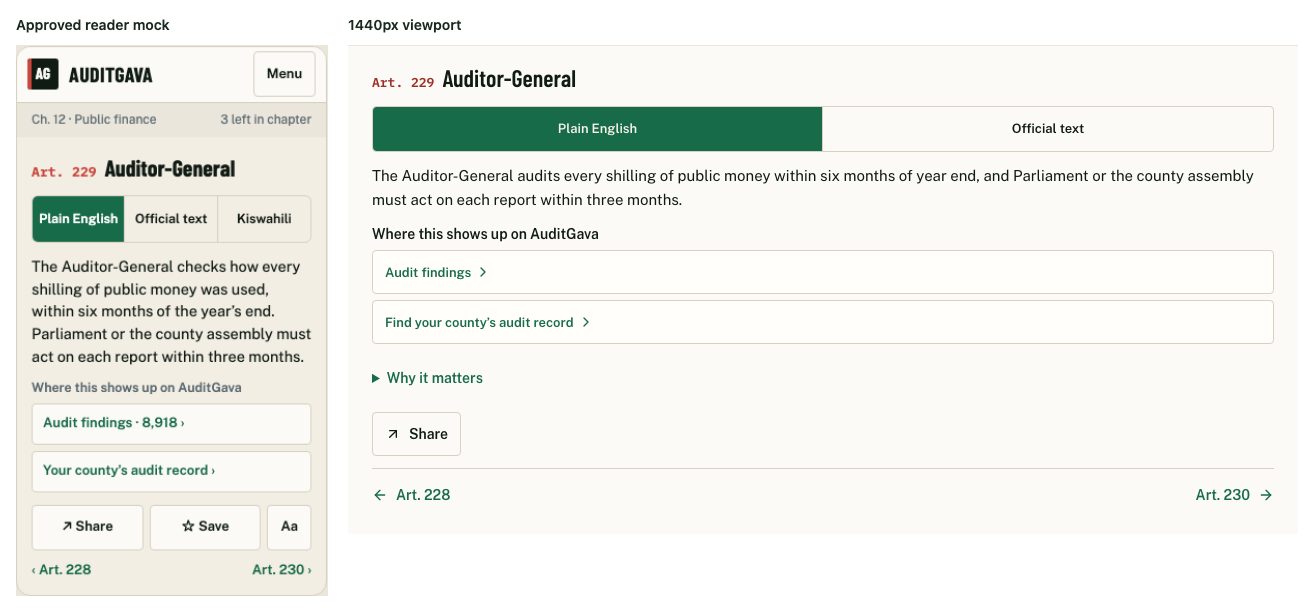 Approved reader mock
AG AUDITGAVA
Menu
Ch. 12 · Public finance
3 left in chapter
Art. 229 Auditor-General
Plain English
Official text
Kiswahili
The Auditor-General checks how every
shilling of public money was used,
within six months of the year's end.
Parliament or the county assembly must
act on each report within three months.
Where this shows up on AuditGava
Audit findings · 8,918 ›
Your county's audit record ›
↗ Share
☆ Save
Aa
‹ Art. 228
Art. 230 ›
1440px viewport
Art. 229 Auditor-General
Plain English
Official text
The Auditor-General audits every shilling of public money within six months of year end, and Parliament or the county assembly
must act on each report within three months.
Where this shows up on AuditGava
Audit findings >
Find your county's audit record >
▶ Why it matters
↗ Share
← Art. 228
Art. 230 →